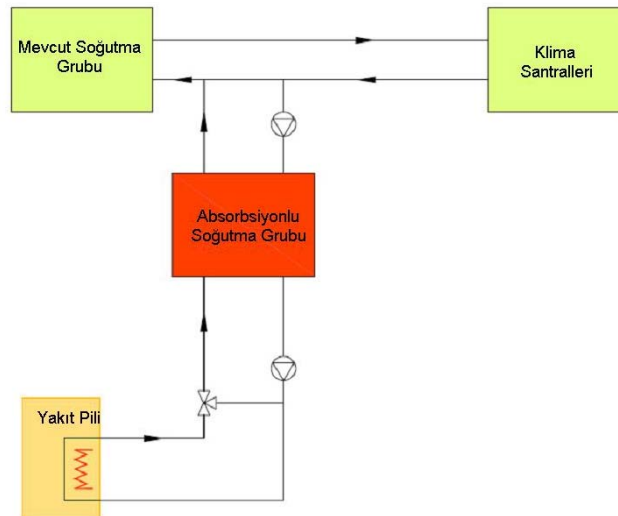 Mevcut Soğutma
Grubu
Klima
Santralleri
Absorbsiyonlu
Soğutma Grubu
Yakıt Pili